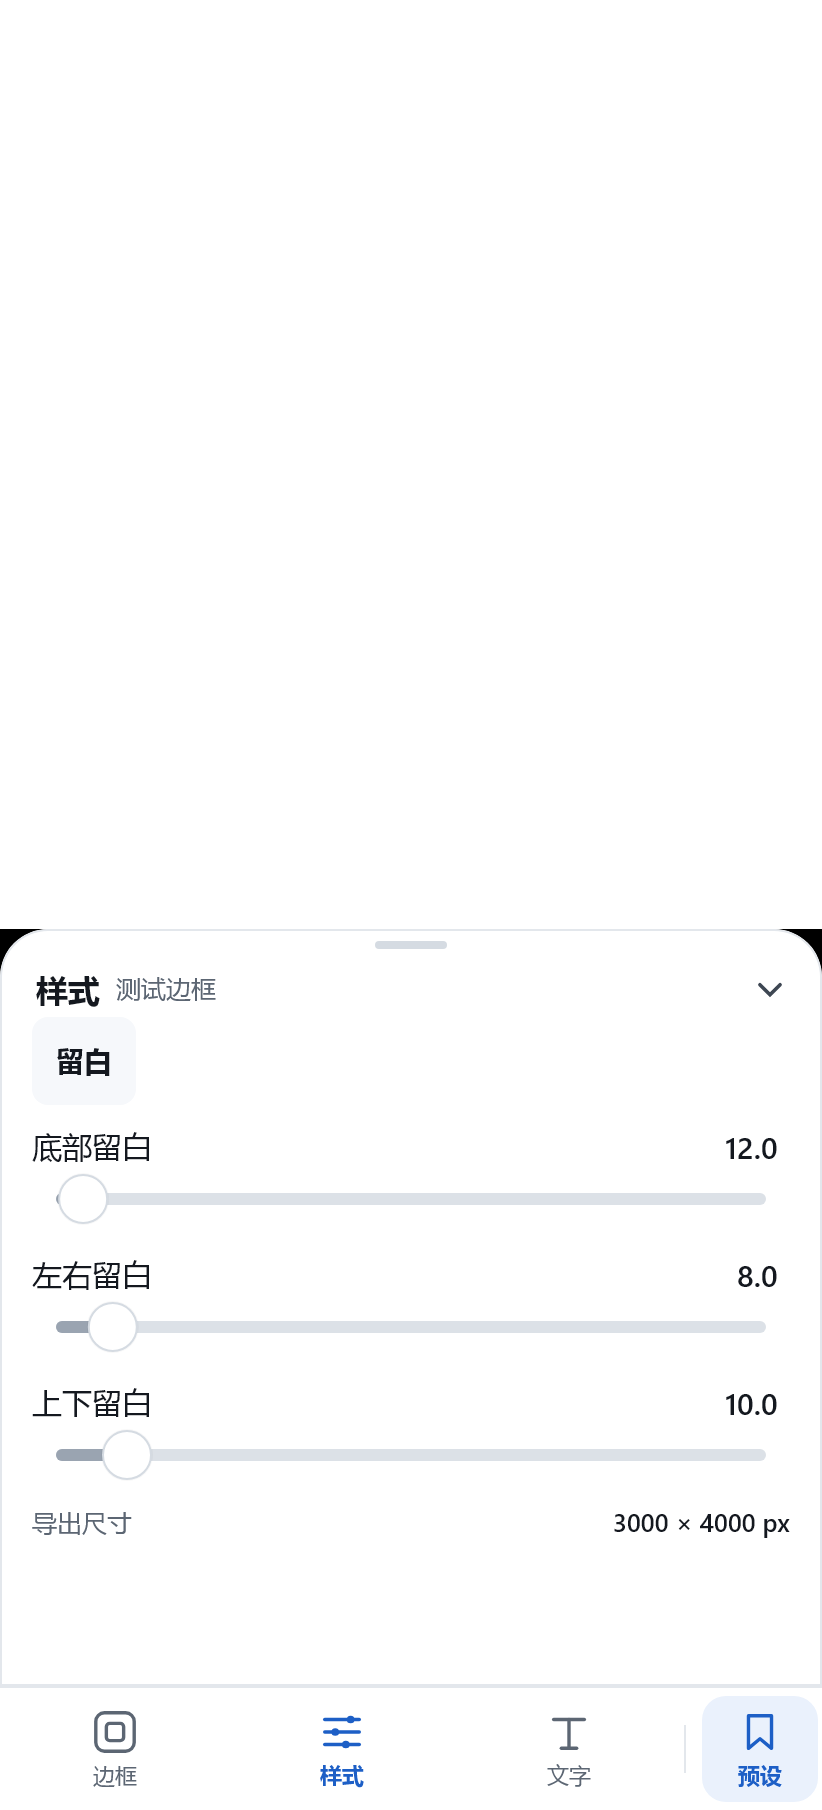 样式 测试边框
留白
底部留白 12.0
左右留白 8.0
上下留白 10.0
导出尺寸 3000 × 4000 px
边框 样式 文字 预设